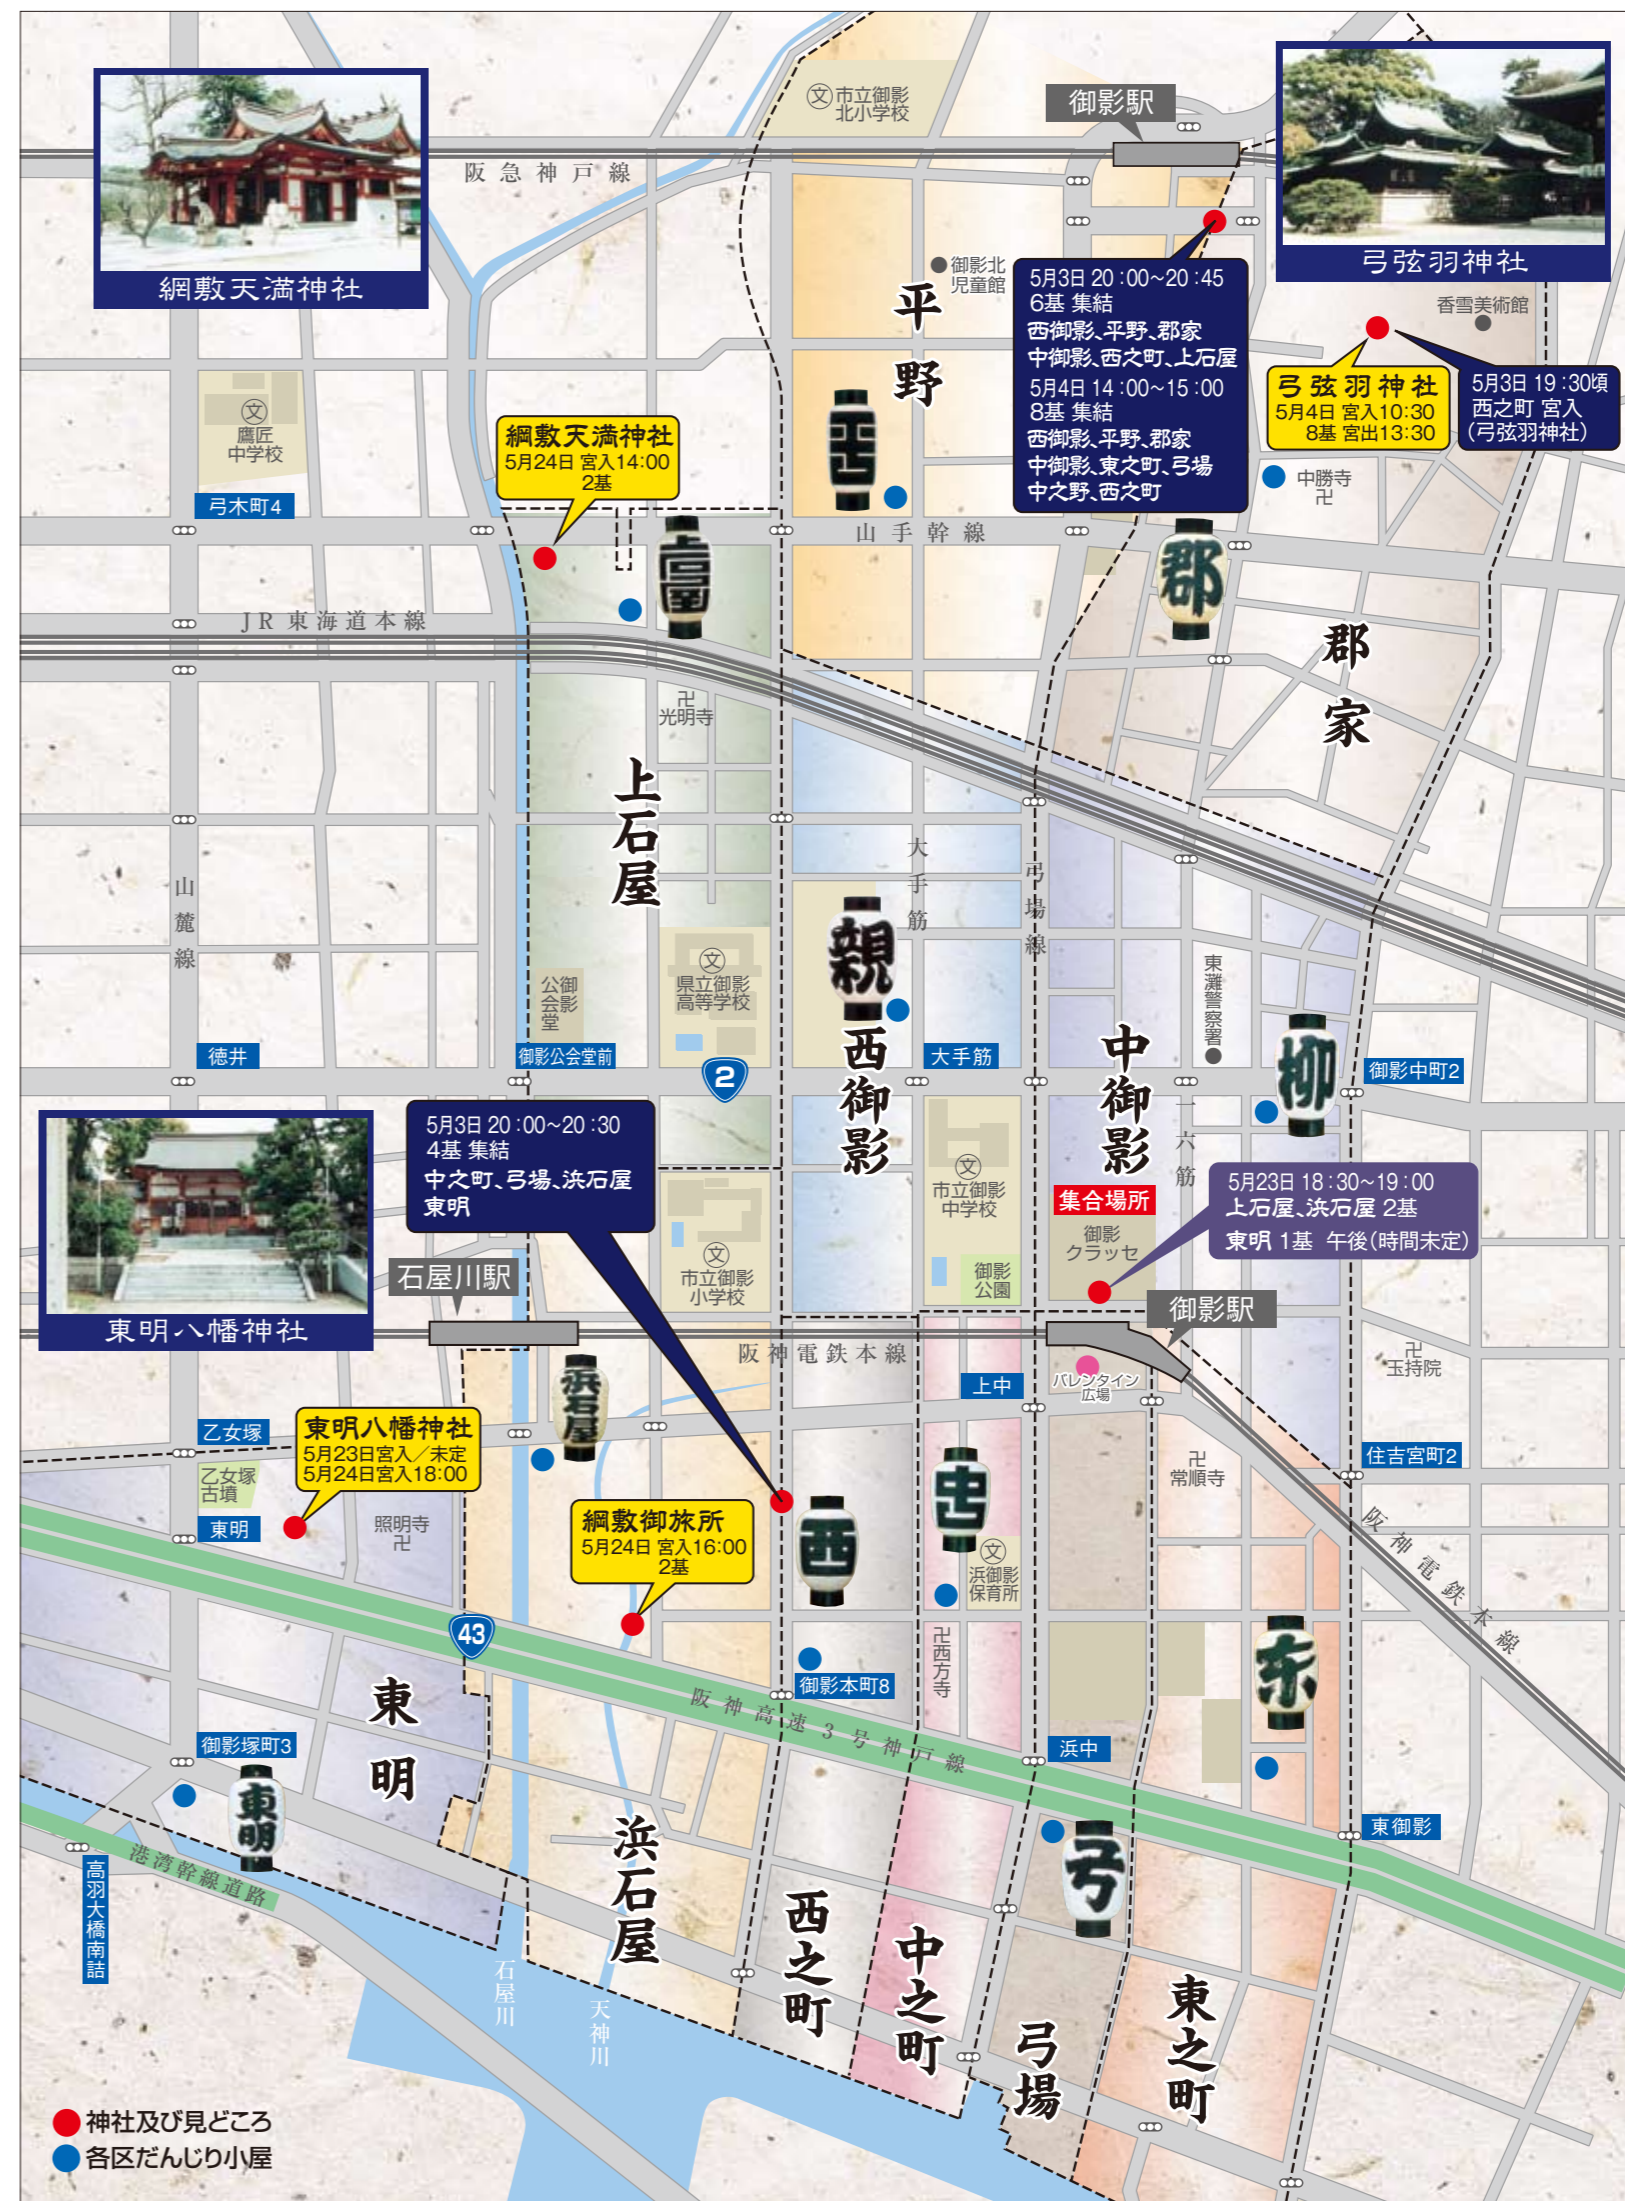 網敷天満神社
文 市立御影
北小学校
御影駅
弓弦羽神社
阪急神戸線
御影北
児童館
平野
5月3日 20:00~20:45
6基 集結
西御影、平野、郡家
中御影、西之町、上石屋
5月4日 14:00~15:00
8基 集結
西御影、平野、郡家
中御影、東之町、弓場
中之野、西之町
香雪美術館
弓弦羽神社
5月4日 宮入10:30
8基 宮出13:30
5月3日 19:30頃
西之町 宮入
(弓弦羽神社)
文
鷹匠
中学校
弓木町4
綱敷天満神社
5月24日 宮入14:00
2基
山手幹線
中勝寺
卍
郡
郡家
JR東海道本線
卍
光明寺
上石屋
山麓線
大手筋
弓場線
親
文
県立御影
高等学校
御影
公会堂
東灘警察署
徳井
御影公会堂前
2
西御影
大手筋
中御影
柳
御影中町2
一六筋
東明八幡神社
5月3日 20:00~20:30
4基 集結
中之町、弓場、浜石屋
東明
文
市立御影
小学校
文
市立御影
中学校
御影
公園
集合場所
御影
クラッセ
5月23日 18:30~19:00
上石屋、浜石屋 2基
東明 1基 午後(時間未定)
石屋川駅
御影駅
阪神電鉄本線
上中
バレンタイン
広場
卍
玉持院
浜石屋
乙女塚
乙女塚
古墳
東明
東明八幡神社
5月23日宮入/未定
5月24日宮入18:00
照明寺
卍
綱敷御旅所
5月24日 宮入16:00
2基
西
文
浜御影
保育所
卍
常順寺
住吉宮町2
阪神電鉄本線
43
卍西方寺
东
御影本町8
阪神高速3号神戸線
浜中
東明
御影塚町3
東明
弓
東御影
高羽大橋南詰
港湾幹線道路
浜石屋
西之町
中之町
弓場
東之町
石屋川
天神川
神社及び見どころ
各区だんじり小屋